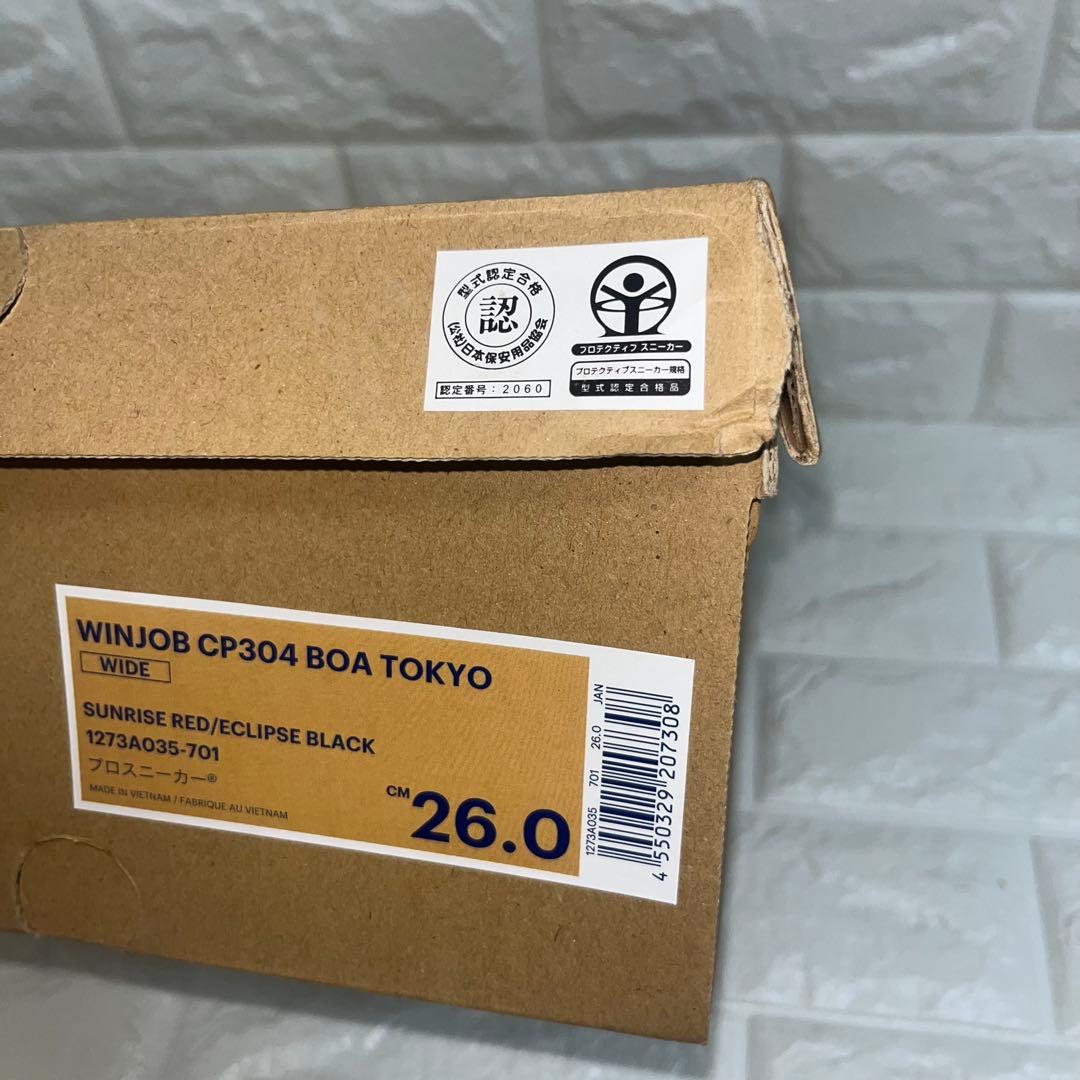 型式認定合格
認
(公社)日本保安用品協会
認定番号：2060
プロテクティブ スニーカー
プロテクティブスニーカー規格
型式認定合格品
WINJOB CP304 BOA TOKYO
WIDE
SUNRISE RED/ECLIPSE BLACK
1273A035-701
プロスニーカー®
MADE IN VIETNAM / FABRIQUE AU VIETNAM
CM 26.0
1273A035 701 26.0 JAN
4 550329 207308